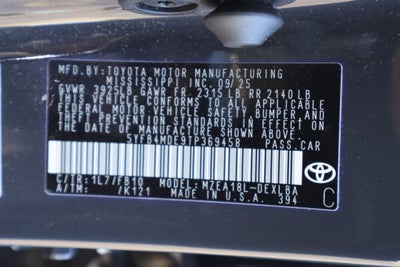 MFD.BY:TOYOTA MOTOR MANUFACTURING
MISSISSIPPI INC. 09/25
GVWR 3925LB GAWR FR 2315LB RR 2140LB
THIS VEHICLE CONFORMS TO ALL APPLICABLE
FEDERAL MOTOR VEHICLE SAFETY AND
THEFT PREVENTION STANDARDS IN EFFECT ON
THE DATE OF MANUFACTURE SHOWN ABOVE.
5YFB4MDE9TP369458 PASS.CAR
C/TR:1L7/FB10 MODEL:MZEA18L-DEXLBA
A/TM: /K121 MADE IN U.S.A. 394
C